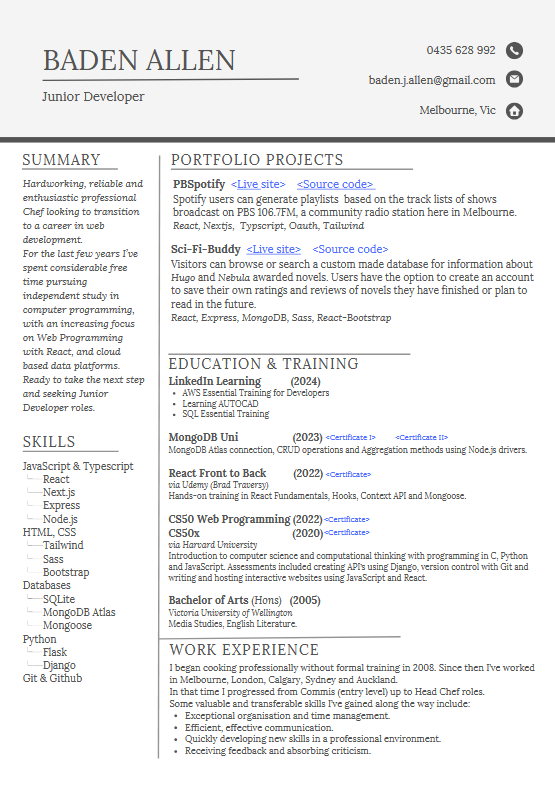 BADEN ALLEN
Junior Developer
0435 628 992
baden.j.allen@gmail.com
Melbourne, Vic
SUMMARY
Hardworking, reliable and
enthusiastic professional
Chef looking to transition
to a career in web
development.
For the last few years I've
spent considerable free
time pursuing
independent study in
computer programming,
with an increasing focus
on Web Programming
with React, and cloud
based data platforms.
Ready to take the next step
and seeking Junior
Developer roles.
SKILLS
JavaScript & Typescript
React
Next.js
Express
Node.js
HTML, CSS
Tailwind
Sass
Bootstrap
Databases
SQLite
MongoDB Atlas
Mongoose
Python
Flask
Django
Git & Github
PORTFOLIO PROJECTS
PBSpotify <Live site> <Source code>
Spotify users can generate playlists based on the track lists of shows
broadcast on PBS 106.7FM, a community radio station here in Melbourne.
React, Nextjs, Typscript, Oauth, Tailwind
Sci-Fi-Buddy <Live site> <Source code>
Visitors can browse or search a custom made database for information about
Hugo and Nebula awarded novels. Users have the option to create an account
to save their own ratings and reviews of novels they have finished or plan to
read in the future.
React, Express, MongoDB, Sass, React-Bootstrap
EDUCATION & TRAINING
LinkedIn Learning (2024)
• AWS Essential Training for Developers
• Learning AUTOCAD
• SQL Essential Training
MongoDB Uni (2023) <Certificate I> <Certificate II>
MongoDB Atlas connection, CRUD operations and Aggregation methods using Node.js drivers.
React Front to Back (2022) <Certificate>
via Udemy (Brad Traversy)
Hands-on training in React Fundamentals, Hooks, Context API and Mongoose.
CS50 Web Programming (2022) <Certificate>
CS50x (2020) <Certificate>
via Harvard University
Introduction to computer science and computational thinking with programming in C, Python
and JavaScript. Assessments included creating API's using Django, version control with Git and
writing and hosting interactive websites using JavaScript and React.
Bachelor of Arts (Hons) (2005)
Victoria University of Wellington
Media Studies, English Literature.
WORK EXPERIENCE
I began cooking professionally without formal training in 2008. Since then I've worked
in Melbourne, London, Calgary, Sydney and Auckland.
In that time I progressed from Commis (entry level) up to Head Chef roles.
Some valuable and transferable skills I've gained along the way include:
• Exceptional organisation and time management.
• Efficient, effective communication.
• Quickly developing new skills in a professional environment.
• Receiving feedback and absorbing criticism.